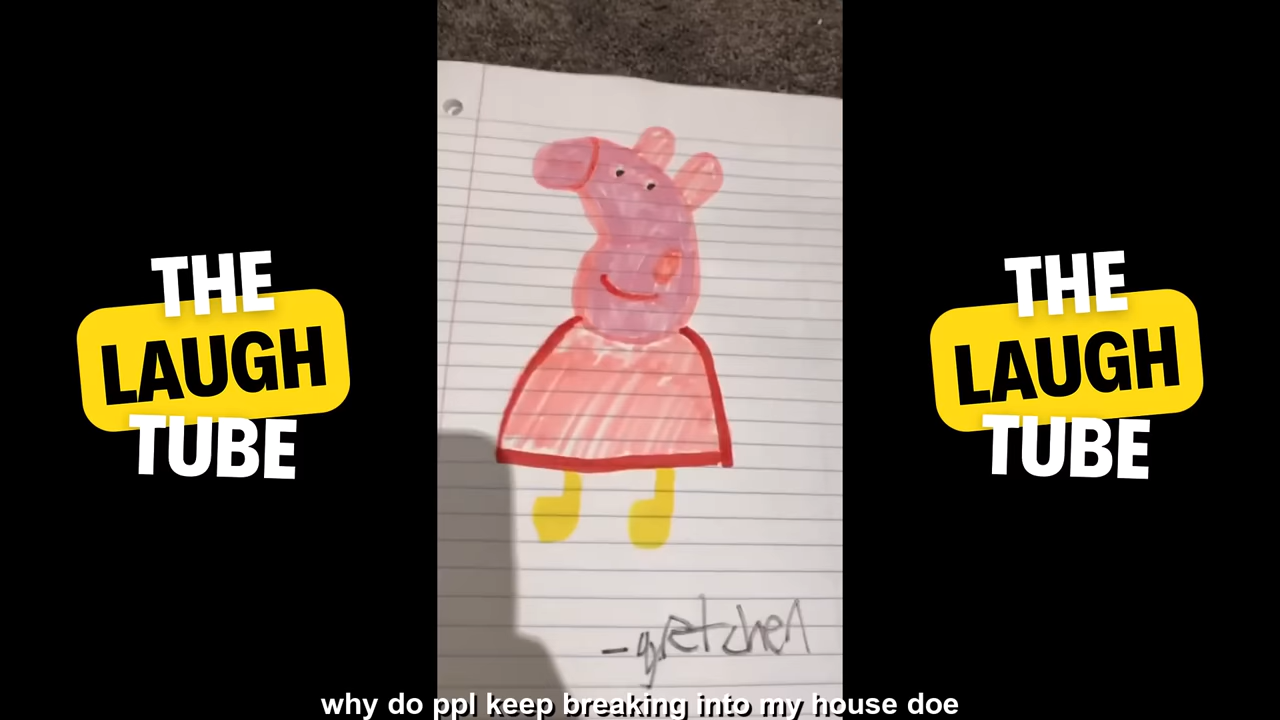 THE
LAUGH
TUBE
-gretchen
THE
LAUGH
TUBE
why do ppl keep breaking into my house doe